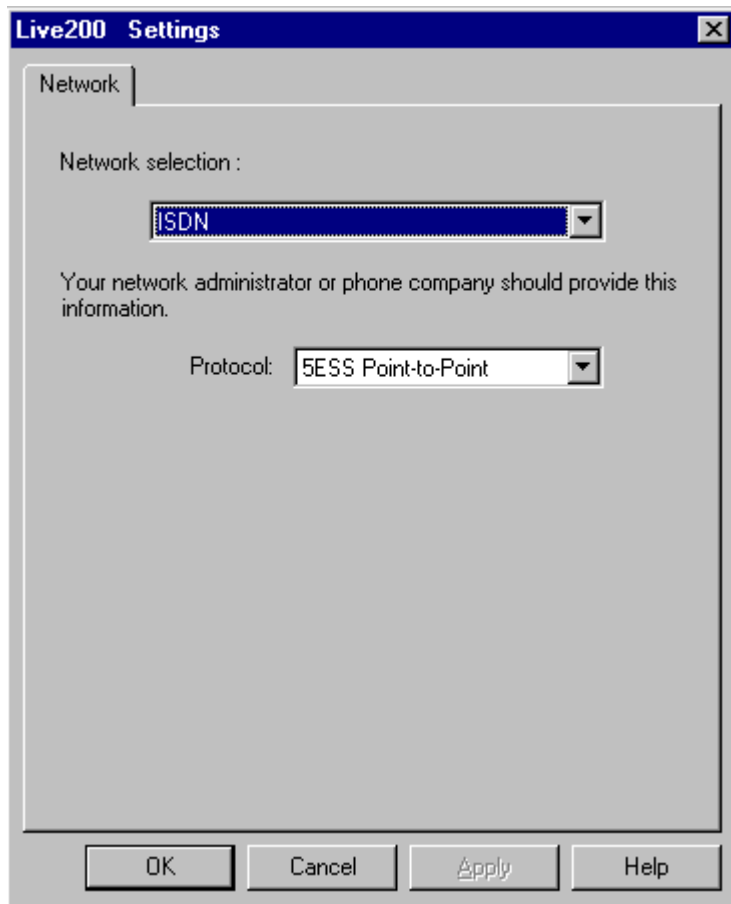 Live200 Settings
Network
Network selection :
ISDN
Your network administrator or phone company should provide this
information.
Protocol: 5ESS Point-to-Point
OK Cancel Apply Help